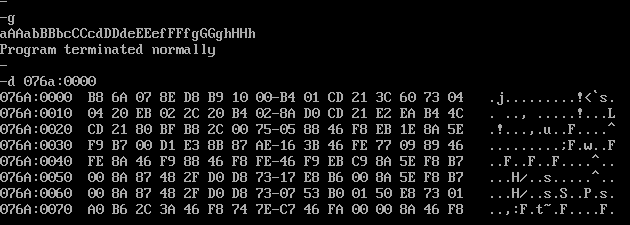 -
-g
aAAabBBbcCCcdDDdeEEefFFfgGGghHHh
Program terminated normally
-
-d 076a:0000
076A:0000 B8 6A 07 8E D8 B9 10 00-B4 01 CD 21 3C 60 73 04 .j.........!<`s.
076A:0010 04 20 EB 02 2C 20 B4 02-8A D0 CD 21 E2 EA B4 4C . .., .....!...L
076A:0020 CD 21 80 BF B8 2C 00 75-05 88 46 F8 EB 1E 8A 5E .!...,.u..F....^
076A:0030 F9 B7 00 D1 E3 8B 87 AE-16 3B 46 FE 77 09 89 46 .........;F.w..F
076A:0040 FE 8A 46 F9 88 46 F8 FE-46 F9 EB C9 8A 5E F8 B7 ..F..F..F....^..
076A:0050 00 8A 87 48 2F D0 D8 73-17 E8 B6 00 8A 5E F8 B7 ...H/..s.....^..
076A:0060 00 8A 87 48 2F D0 D8 73-07 53 B0 01 50 E8 73 01 ...H/..s.S..P.s.
076A:0070 A0 B6 2C 3A 46 F8 74 7E-C7 46 FA 00 00 8A 46 F8 ..,:F.t~.F....F.